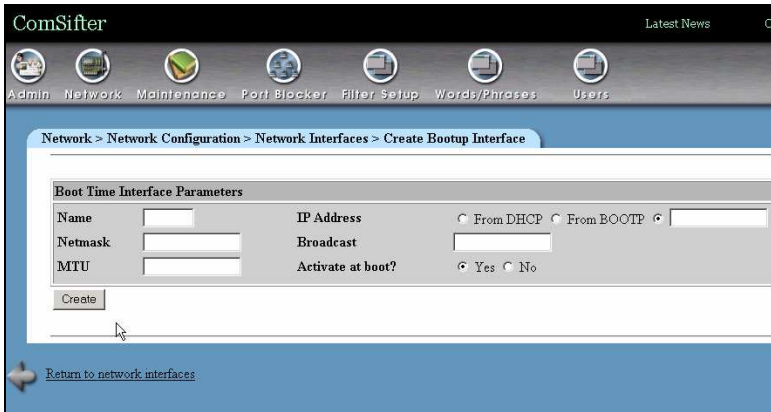 ComSifter
Latest News
Admin Network Maintenance Port Blocker Filter Setup Words/Phrases Users
Network > Network Configuration > Network Interfaces > Create Bootup Interface
Boot Time Interface Parameters
Name IP Address From DHCP From BOOTP
Netmask Broadcast
MTU Activate at boot? Yes No
Create
Return to network interfaces